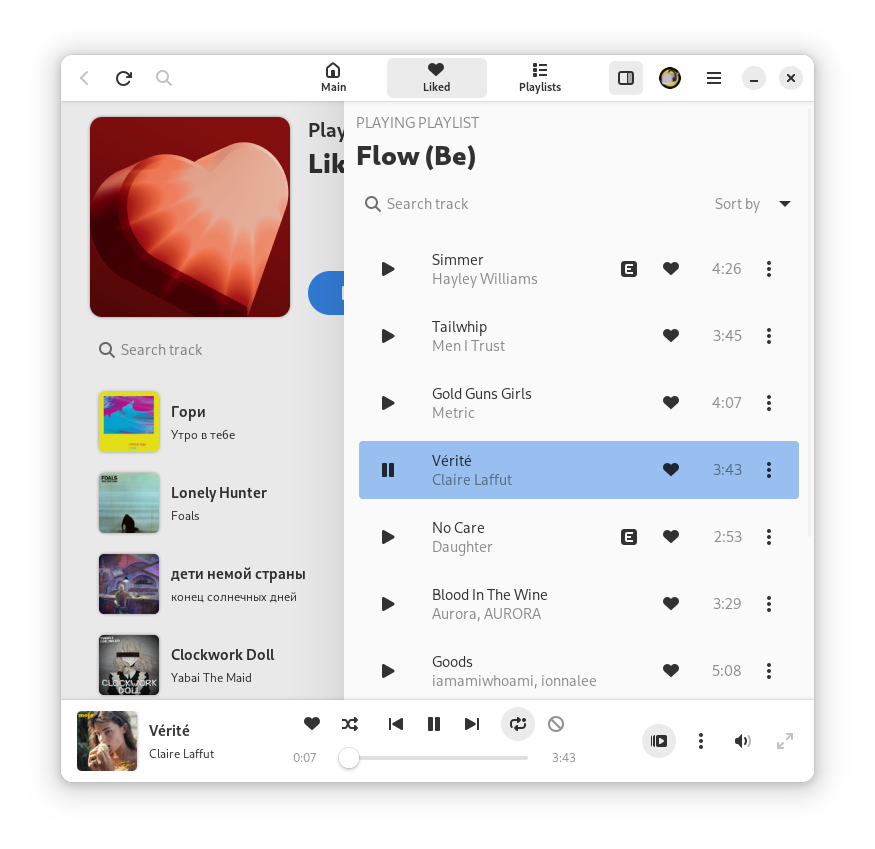 Main
Liked
Playlists
Play
Lik
Search track
Гори
Утро в тебе
FOALS
Lonely Hunter
Foals
дети немой страны
конец солнечных дней
CLOCKWORK
DOLL
Clockwork Doll
Yabai The Maid
PLAYING PLAYLIST
Flow (Be)
Search track
Sort by
Simmer
Hayley Williams
E
4:26
Tailwhip
Men I Trust
3:45
Gold Guns Girls
Metric
4:07
Vérité
Claire Laffut
3:43
No Care
Daughter
E
2:53
Blood In The Wine
Aurora, AURORA
3:29
Goods
iamamiwhoami, ionnalee
5:08
Vérité
Claire Laffut
0:07
3:43